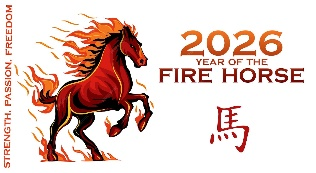 STRENGTH, PASSION, FREEDOM
2026
YEAR OF THE
FIRE HORSE
馬